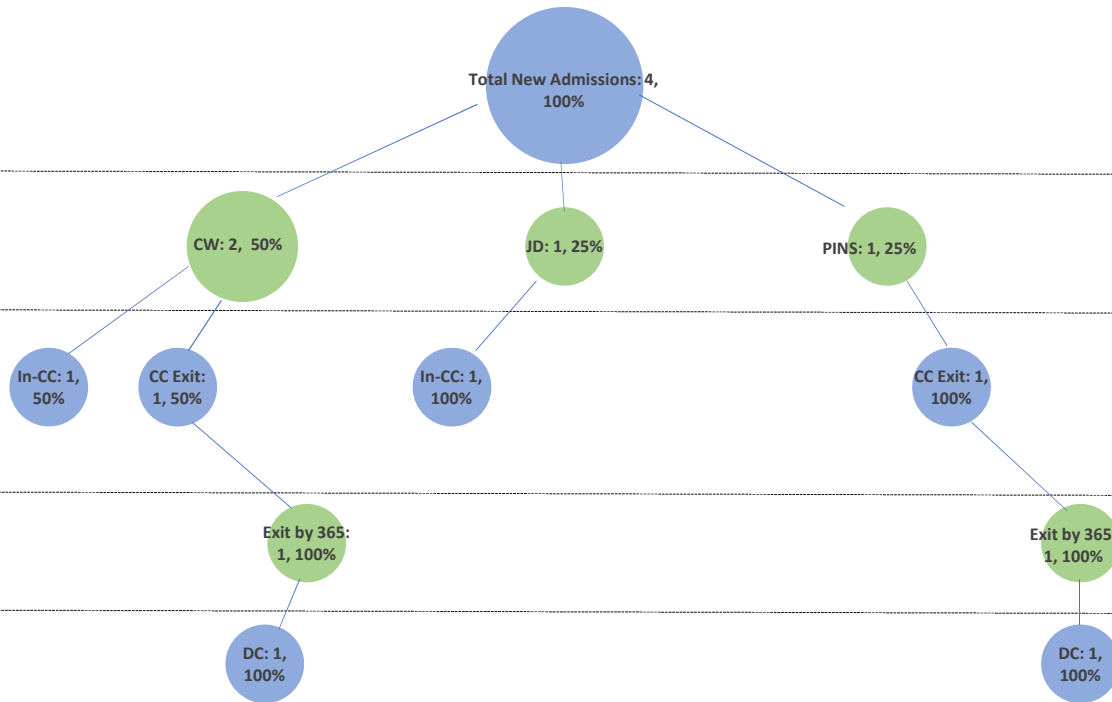 Total New Admissions: 4,
100%
CW: 2, 50%
JD: 1, 25%
PINS: 1, 25%
In-CC: 1,
50%
CC Exit:
1, 50%
In-CC: 1,
100%
CC Exit: 1,
100%
Exit by 365:
1, 100%
Exit by 365
1, 100%
DC: 1,
100%
DC: 1,
100%